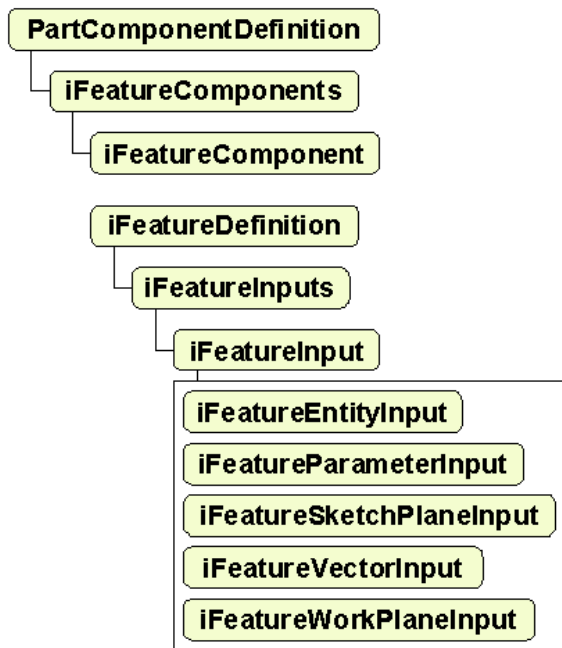 PartComponentDefinition
iFeatureComponents
iFeatureComponent
iFeatureDefinition
iFeatureInputs
iFeatureInput
iFeatureEntityInput
iFeatureParameterInput
iFeatureSketchPlaneInput
iFeatureVectorInput
iFeatureWorkPlaneInput